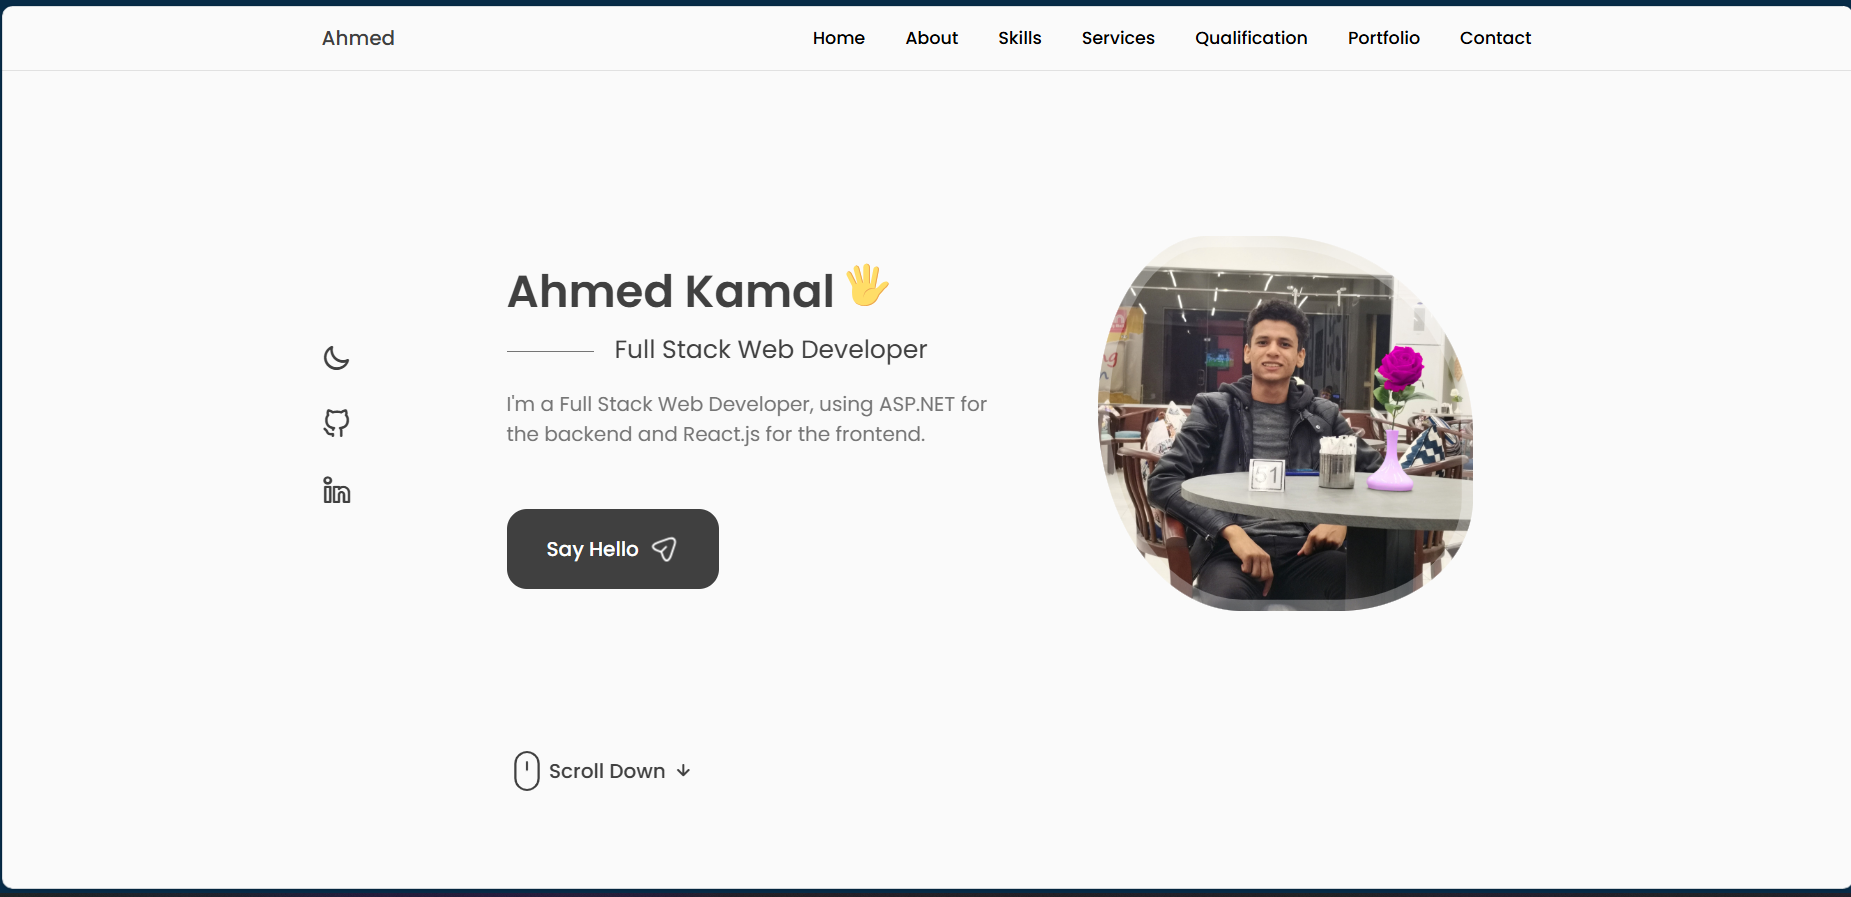 Ahmed
Home About Skills Services Qualification Portfolio Contact
Ahmed Kamal
Full Stack Web Developer
I'm a Full Stack Web Developer, using ASP.NET for
the backend and React.js for the frontend.
51
Say Hello
Scroll Down